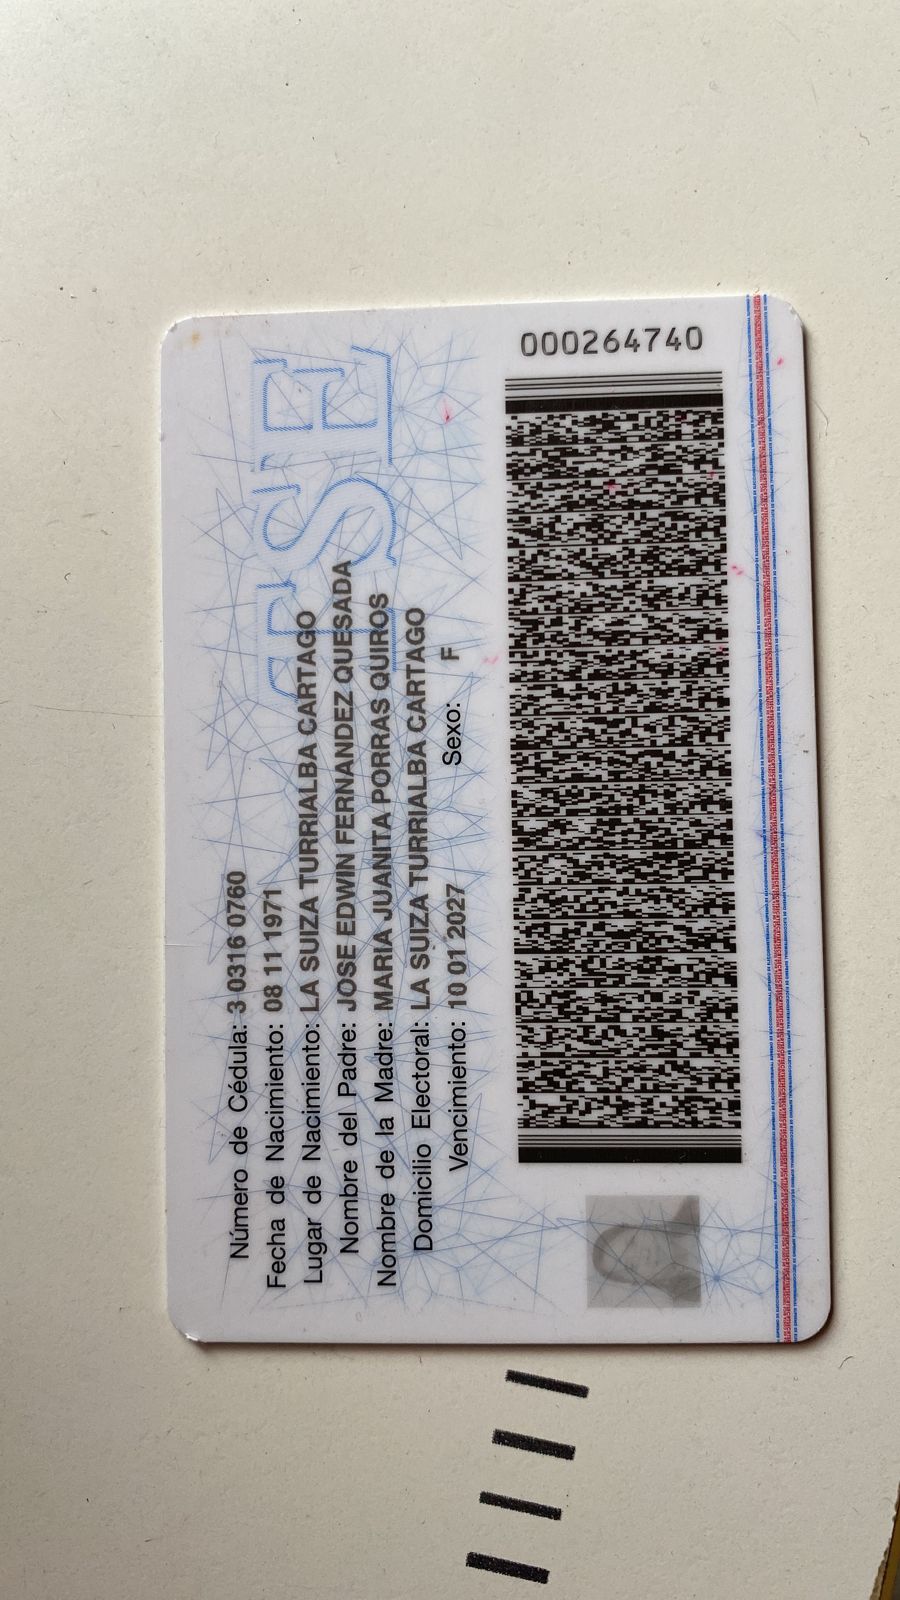 TSE
Número de Cédula: 3 0316 0760
Fecha de Nacimiento: 08 11 1971
Lugar de Nacimiento: LA SUIZA TURRIALBA CARTAGO
Nombre del Padre: JOSE EDWIN FERNANDEZ QUESADA
Nombre de la Madre: MARIA JUANITA PORRAS QUIROS
Domicilio Electoral: LA SUIZA TURRIALBA CARTAGO
Vencimiento: 10 01 2027 Sexo: F
000264740